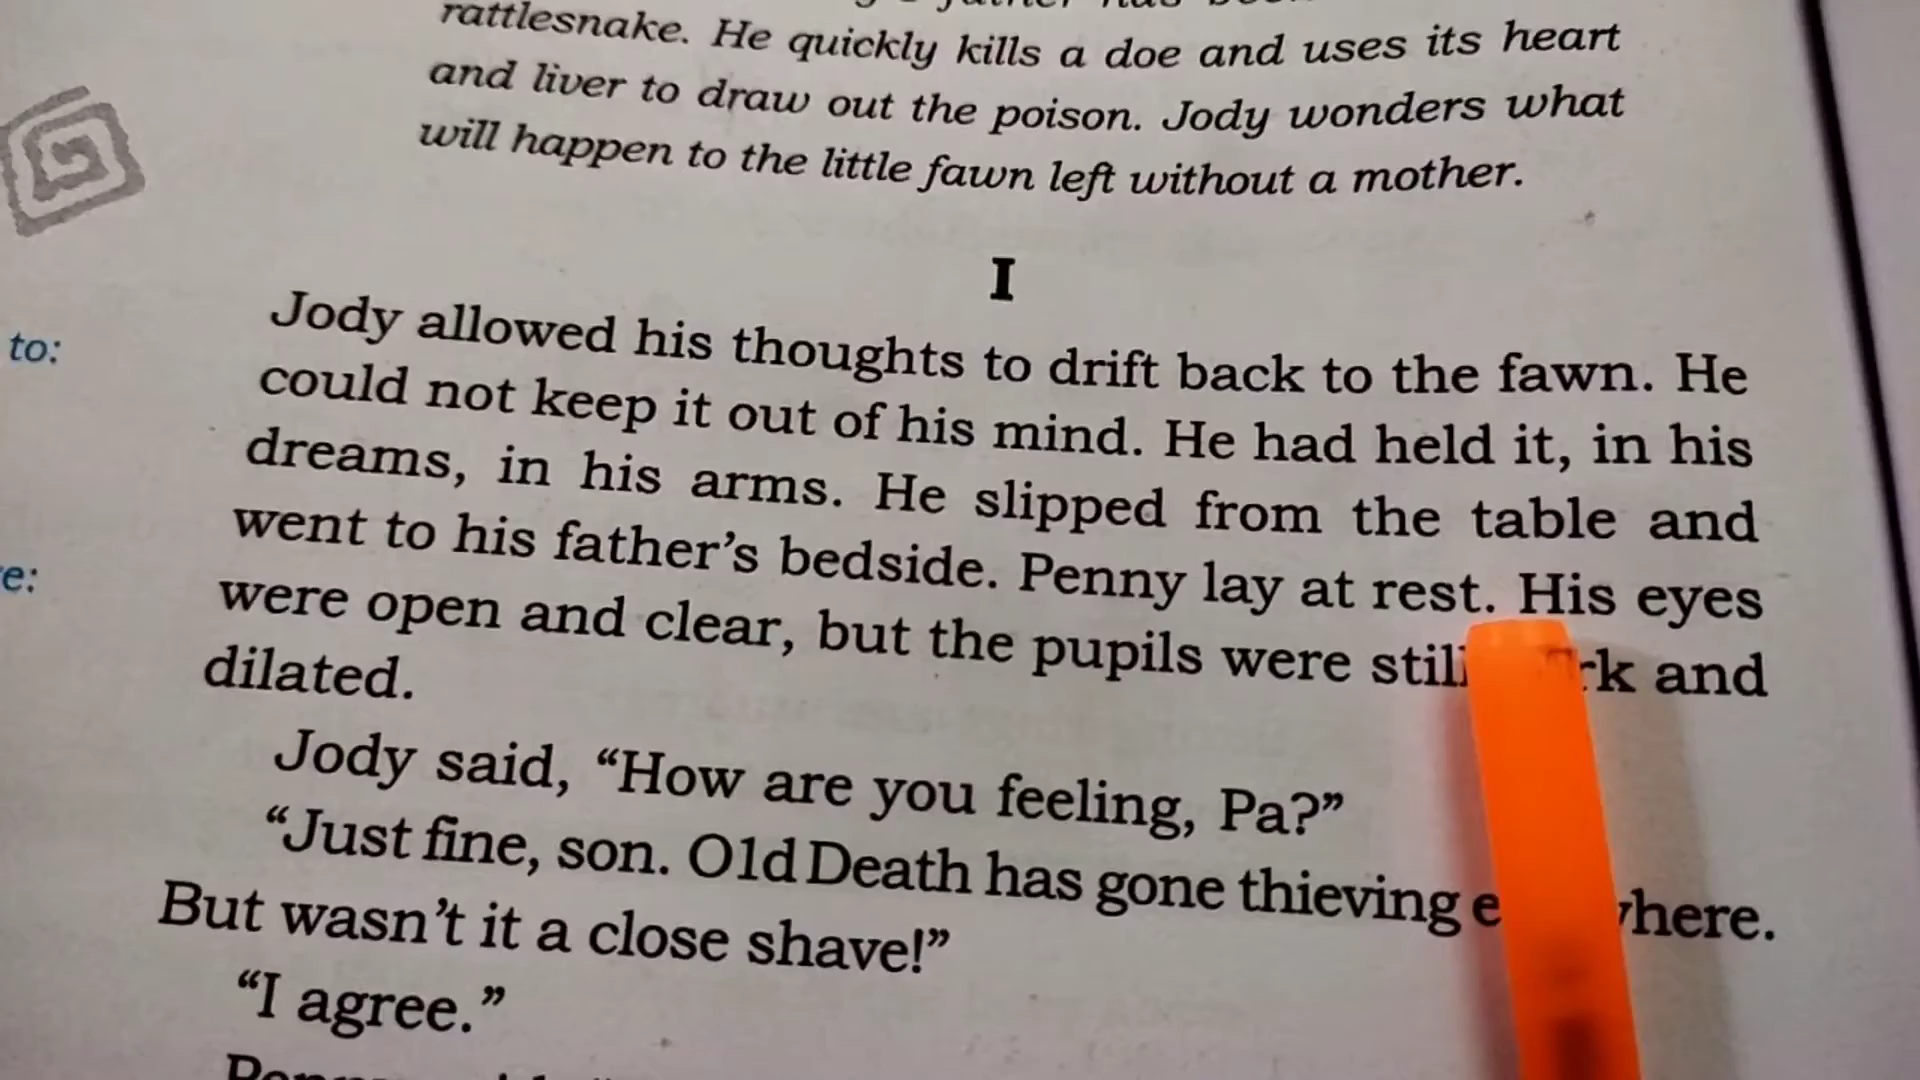 rattlesnake. He quickly kills a doe and uses its heart
and liver to draw out the poison. Jody wonders what
will happen to the little fawn left without a mother.
I
Jody allowed his thoughts to drift back to the fawn. He
to:
could not keep it out of his mind. He had held it, in his
dreams, in his arms. He slipped from the table and
went to his father’s bedside. Penny lay at rest. His eyes
e:
were open and clear, but the pupils were still and
dilated.
Jody said, “How are you feeling, Pa?”
“Just fine, son. Old Death has gone thieving
But wasn’t it a close shave!”
“I agree.”